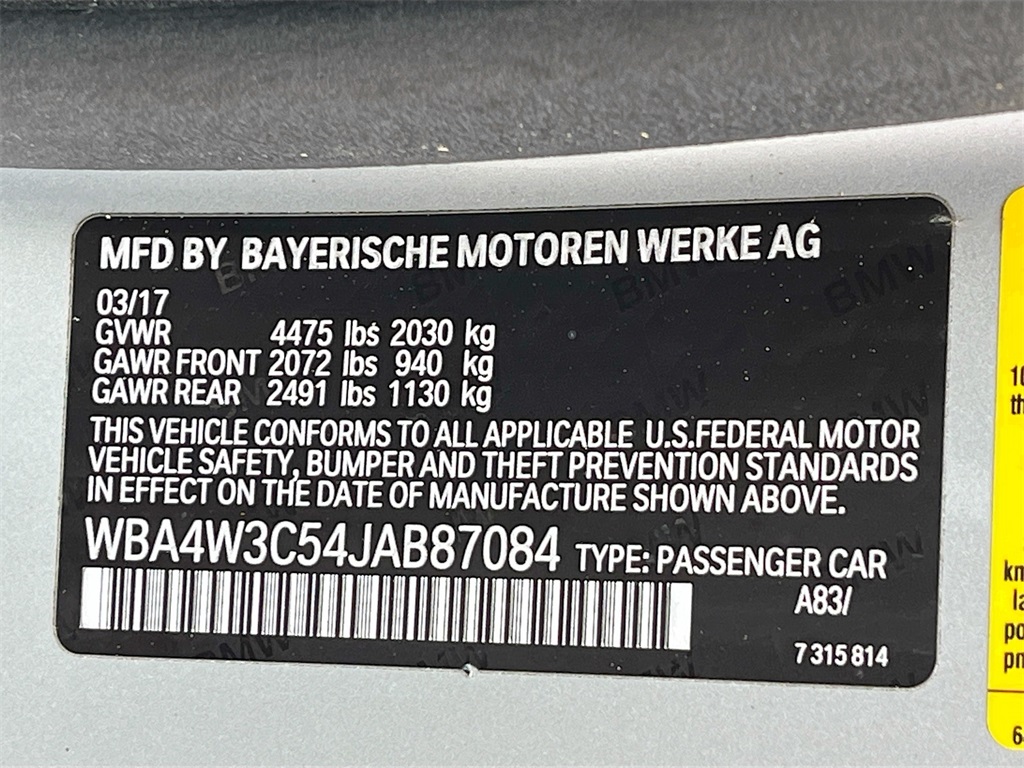 MFD BY BAYERISCHE MOTOREN WERKE AG
03/17
GVWR 4475 lbs 2030 kg
GAWR FRONT 2072 lbs 940 kg
GAWR REAR 2491 lbs 1130 kg
THIS VEHICLE CONFORMS TO ALL APPLICABLE U.S.FEDERAL MOTOR
VEHICLE SAFETY, BUMPER AND THEFT PREVENTION STANDARDS
IN EFFECT ON THE DATE OF MANUFACTURE SHOWN ABOVE.
WBA4W3C54JAB87084 TYPE: PASSENGER CAR
A83/
7 315 814